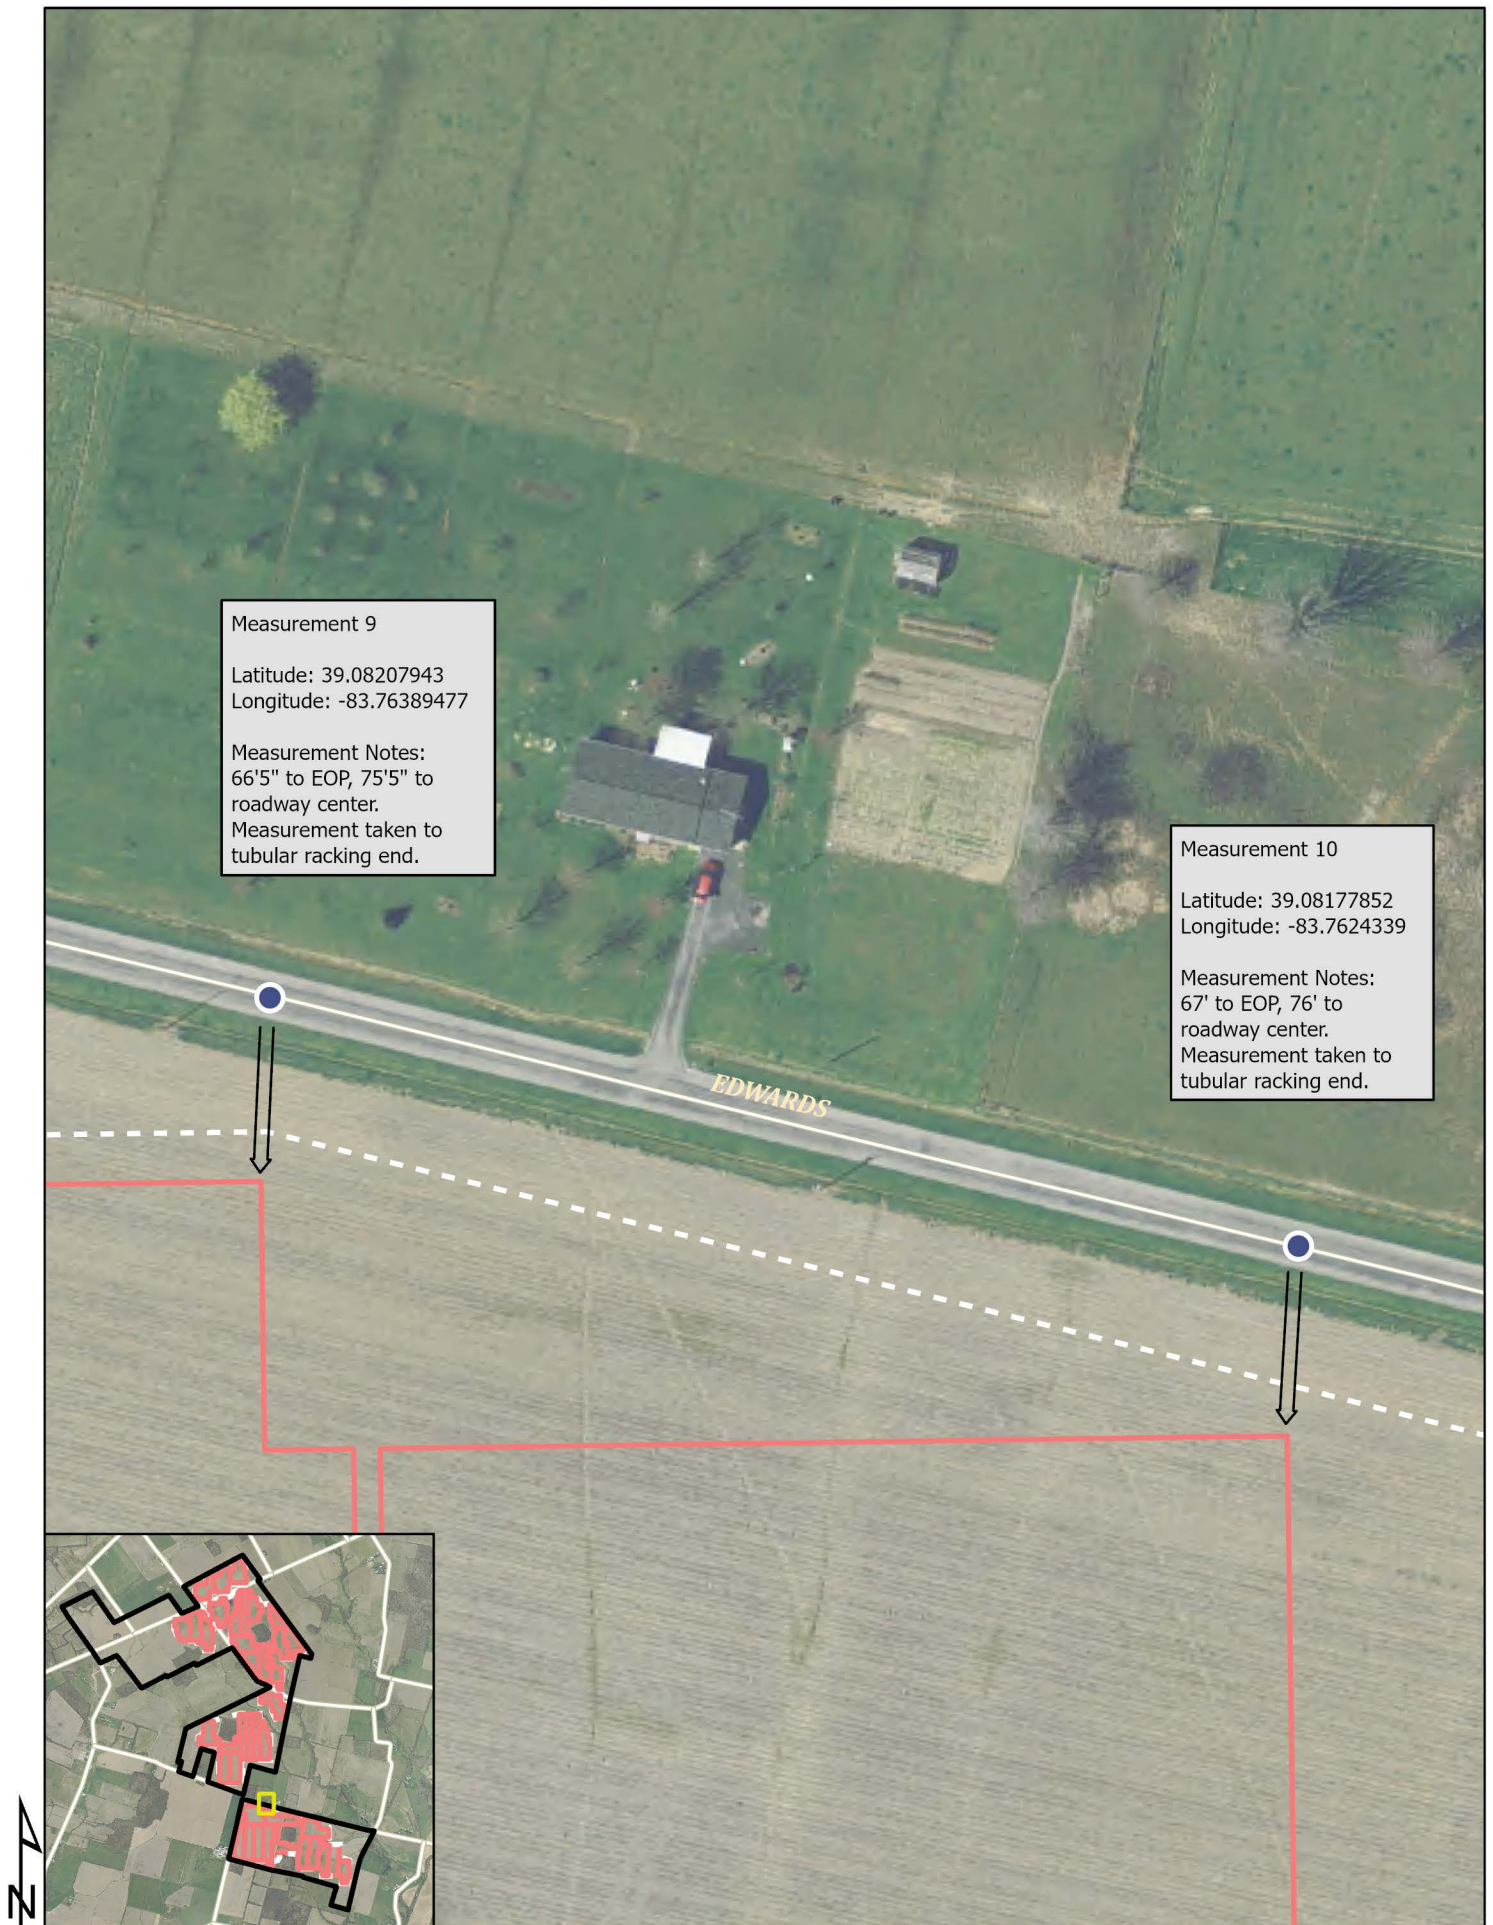 Measurement 9
Latitude: 39.08207943
Longitude: -83.76389477
Measurement Notes:
66'5" to EOP, 75'5" to
roadway center.
Measurement taken to
tubular racking end.
Measurement 10
Latitude: 39.08177852
Longitude: -83.7624339
Measurement Notes:
67' to EOP, 76' to
roadway center.
Measurement taken to
tubular racking end.
EDWARDS
N